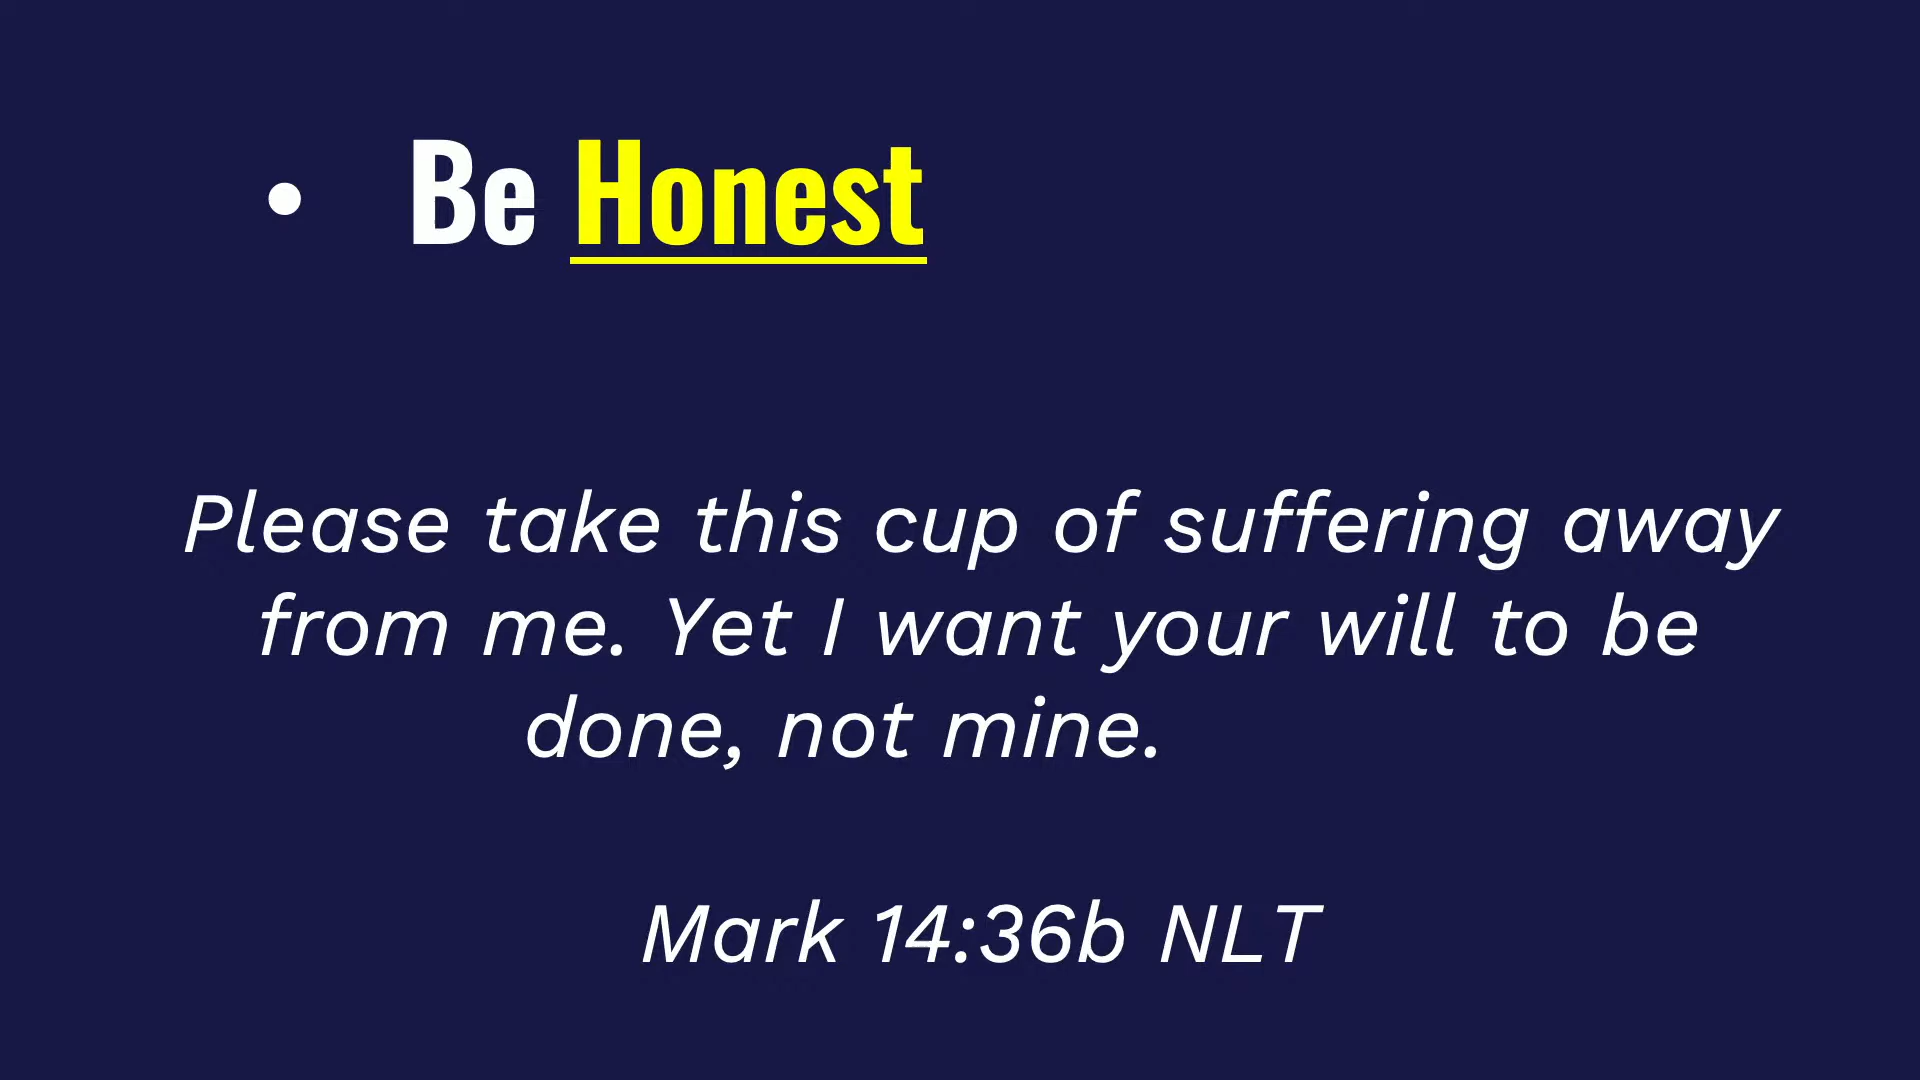 • Be Honest
Please take this cup of suffering away
from me. Yet I want your will to be
done, not mine.
Mark 14:36b NLT